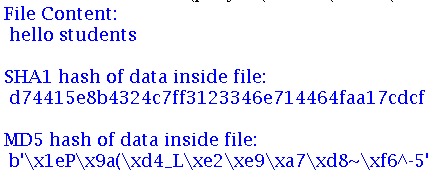 File Content:
hello students
SHA1 hash of data inside file:
d74415e8b4324c7ff3123346e714464faa17cdcf
MD5 hash of data inside file:
b'\x1eP\x9a(\xd4_L\xe2\xe9\xa7\xd8~\xf6^-5'